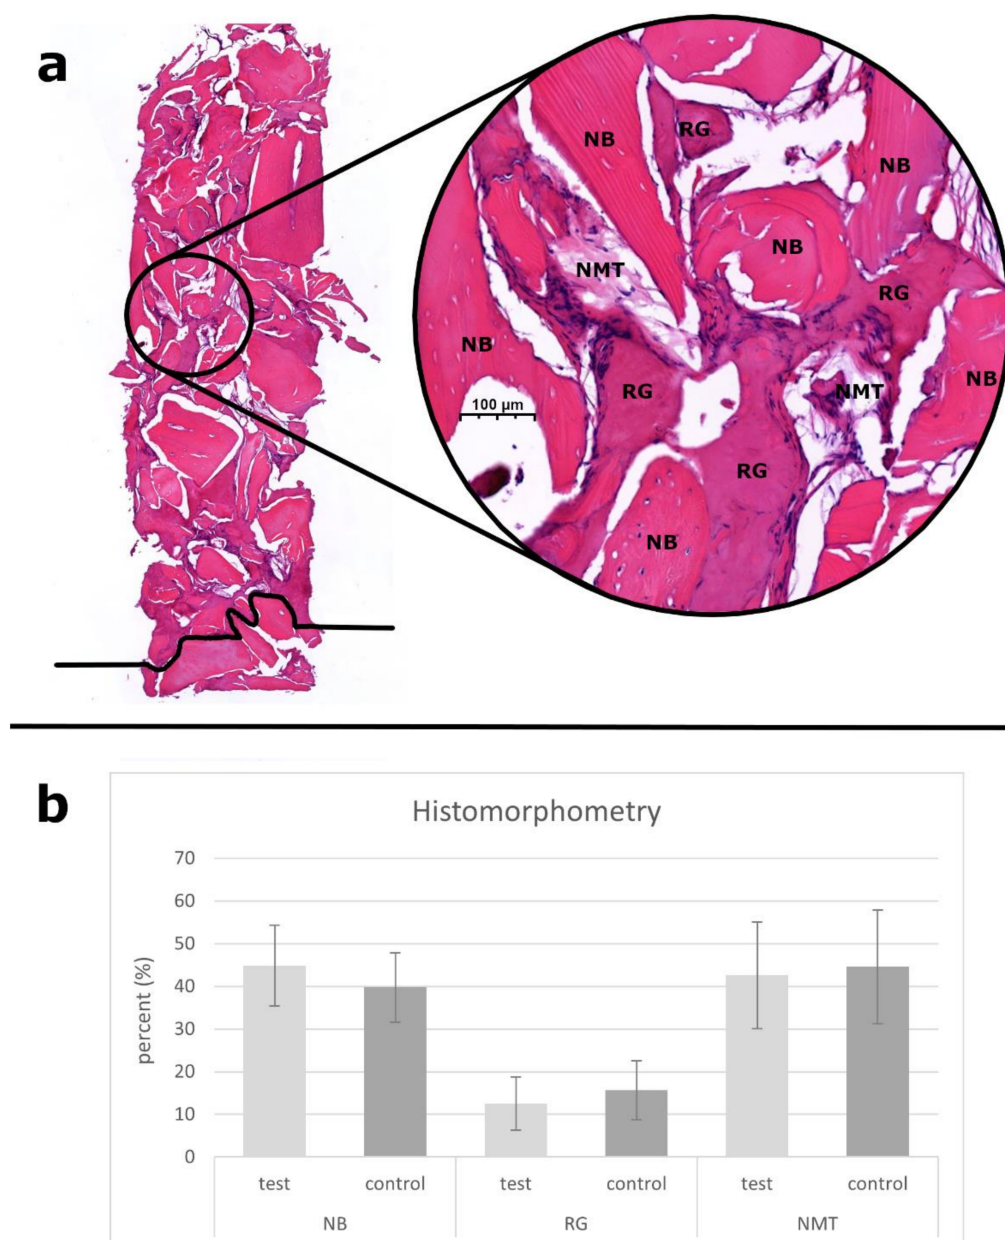 a
RG
NB
NB
NB
NMT
RG
NB
NB
RG
NMT
100 µm
RG
NB
b
Histomorphometry
70
60
50
40
30
20
10
0
percent (%)
test control test control test control
NB RG NMT